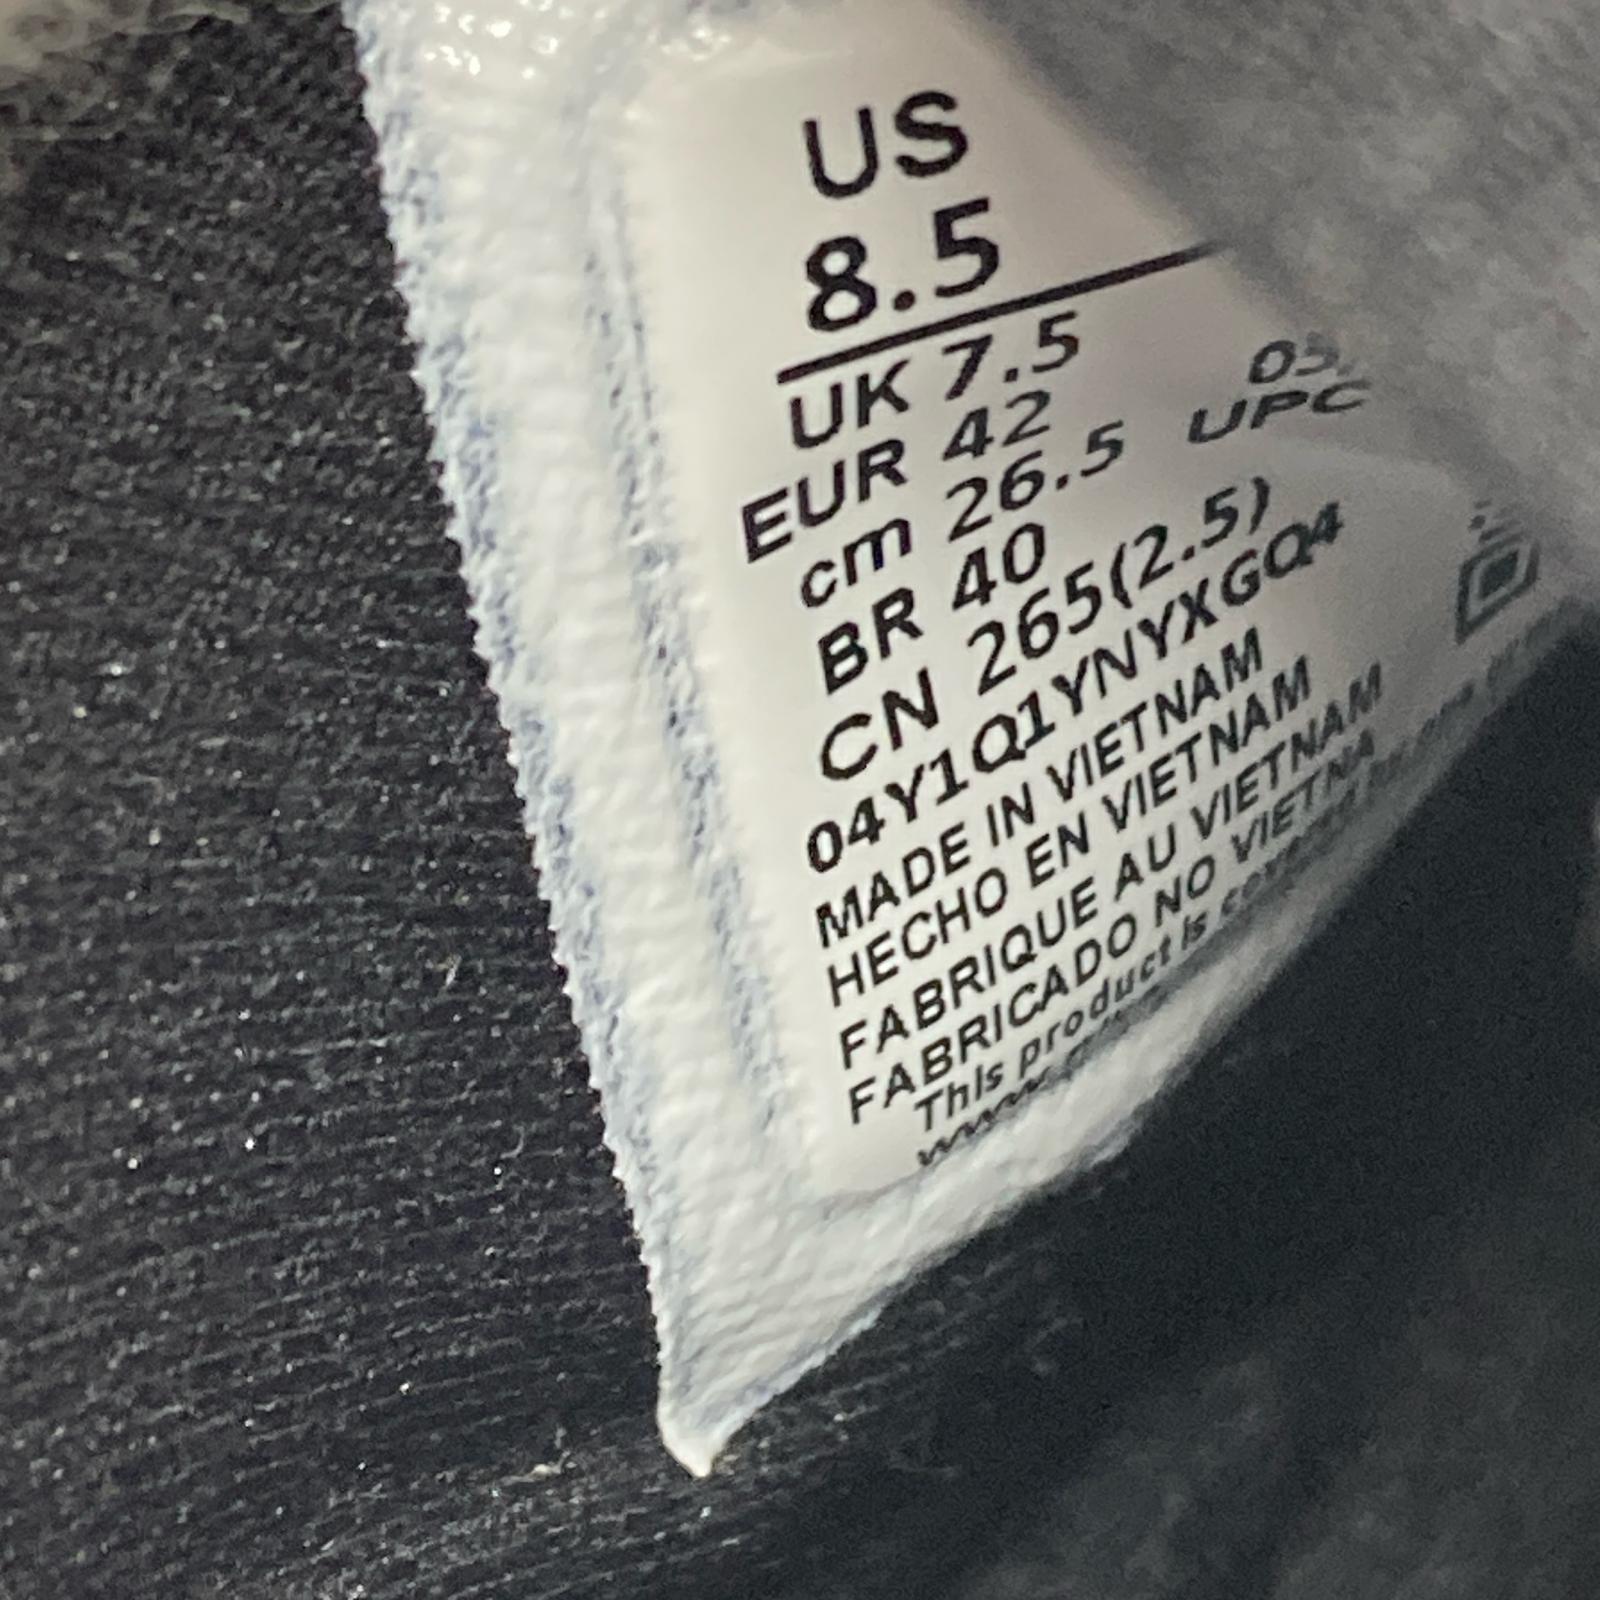 US
8.5
UK 7.5
EUR 42
cm 26.5
UPC
BR 40
CN 265(2.5)
04Y1Q1YNYXGQ4
MADE IN VIETNAM
HECHO EN VIETNAM
FABRIQUE AU VIETNAM
FABRICADO NO
This product is